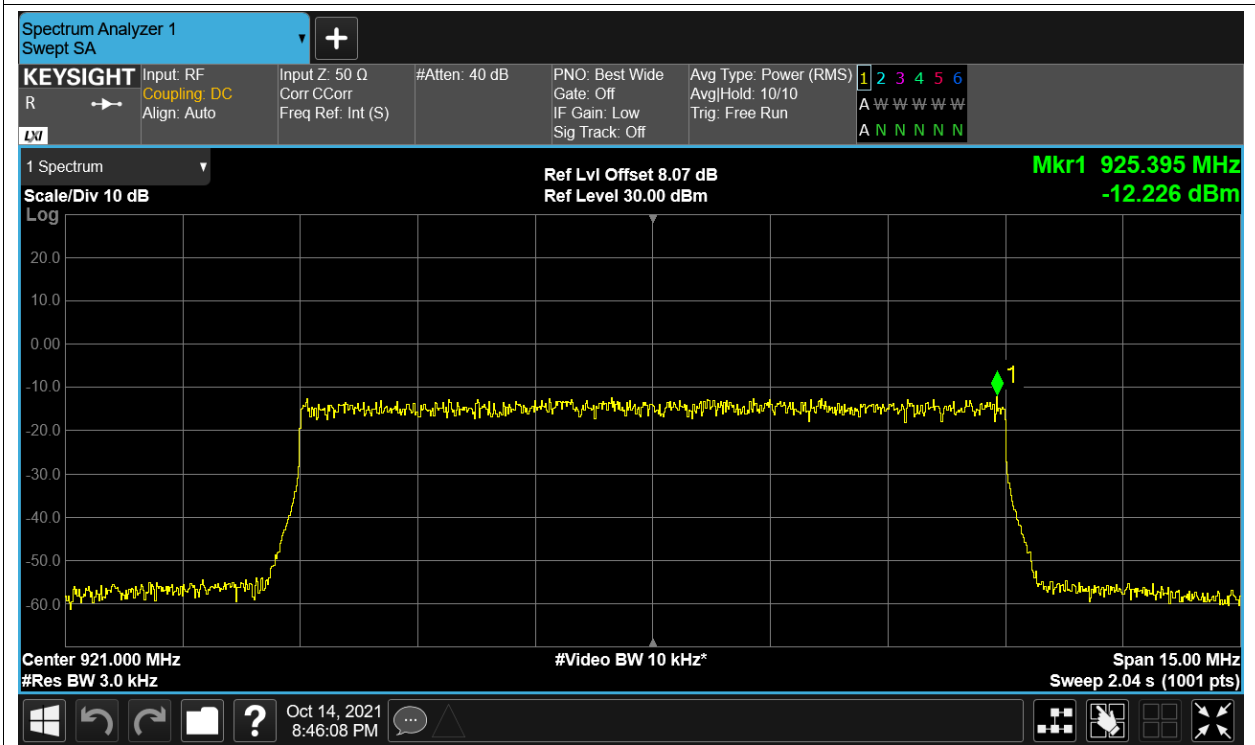 Spectrum Analyzer 1
Swept SA
KEYSIGHT
R
LXI
Input: RF
Coupling: DC
Align: Auto
Input Z: 50 Ω
Corr CCorr
Freq Ref: Int (S)
#Atten: 40 dB
PNO: Best Wide
Gate: Off
IF Gain: Low
Sig Track: Off
Avg Type: Power (RMS)
Avg|Hold: 10/10
Trig: Free Run
1 2 3 4 5 6
A W W W W W
A N N N N N
1 Spectrum
Scale/Div 10 dB
Log
Ref Lvl Offset 8.07 dB
Ref Level 30.00 dBm
Mkr1 925.395 MHz
-12.226 dBm
20.0
10.0
0.00
-10.0
-20.0
-30.0
-40.0
-50.0
-60.0
1
Center 921.000 MHz
#Res BW 3.0 kHz
#Video BW 10 kHz*
Span 15.00 MHz
Sweep 2.04 s (1001 pts)
?
Oct 14, 2021
8:46:08 PM